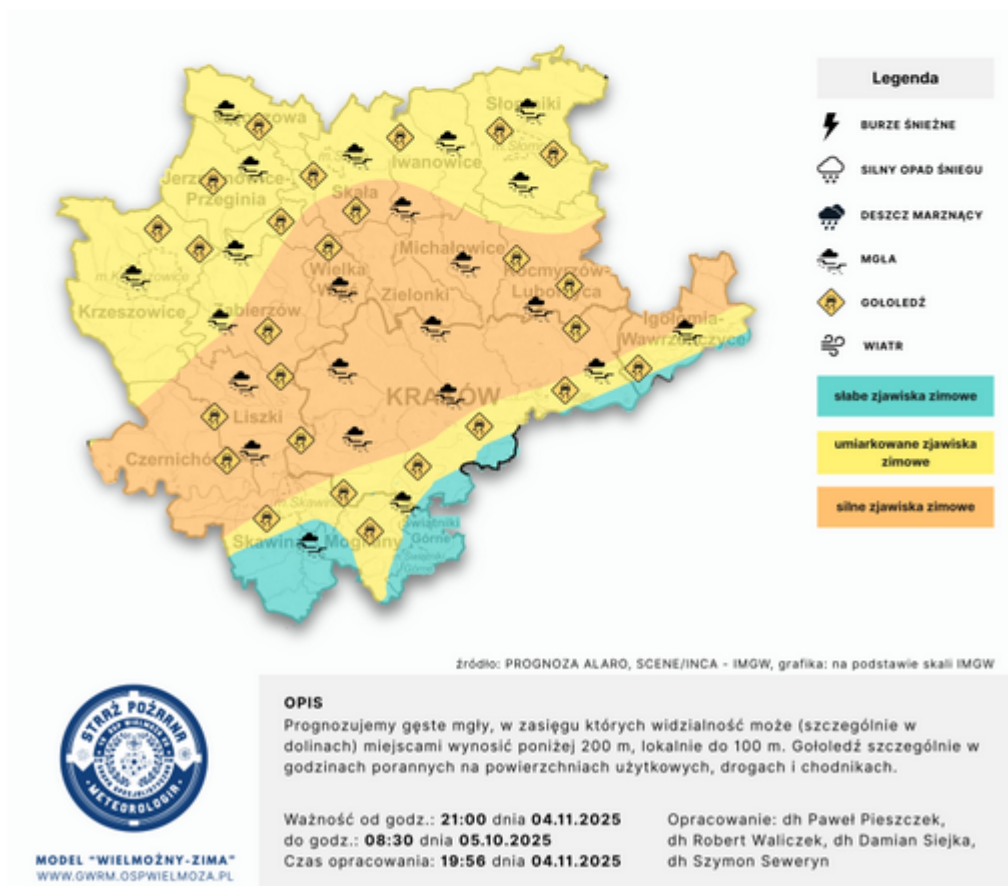 Legenda
BURZE ŚNIEŻNE
SILNY OPAD ŚNIEGU
DESZCZ MARZNĄCY
MGŁA
GOŁOLEDŹ
WIATR
słabe zjawiska zimowe
umiarkowane zjawiska
zimowe
silne zjawiska zimowe
Słomniki
Iwanowice
Jerzmanowice-
Przeginia
Skała
Michałowice
Kocmyrzów-
Luborzyca
Wielka
Wieś
Zielonki
Krzeszowice
Zabierzów
Igołomia-
Wawrzeńczyce
KRAKÓW
Liszki
Czernichów
m. Skawina
Skawina
Mogilany
Świątniki
Górne
źródło: PROGNOZA ALARO, SCENE/INCA - IMGW, grafika: na podstawie skali IMGW
STRAŻ POŻARNA
METEOROLOGIA
MODEL "WIELMOŻNY-ZIMA"
WWW.GWRM.OSPWIELMOZA.PL
OPIS
Prognozujemy gęste mgły, w zasięgu których widzialność może (szczególnie w
dolinach) miejscami wynosić poniżej 200 m, lokalnie do 100 m. Gołoledź szczególnie w
godzinach porannych na powierzchniach użytkowych, drogach i chodnikach.
Ważność od godz.: 21:00 dnia 04.11.2025
do godz.: 08:30 dnia 05.10.2025
Czas opracowania: 19:56 dnia 04.11.2025
Opracowanie: dh Paweł Pieszczek,
dh Robert Waliczek, dh Damian Siejka,
dh Szymon Seweryn